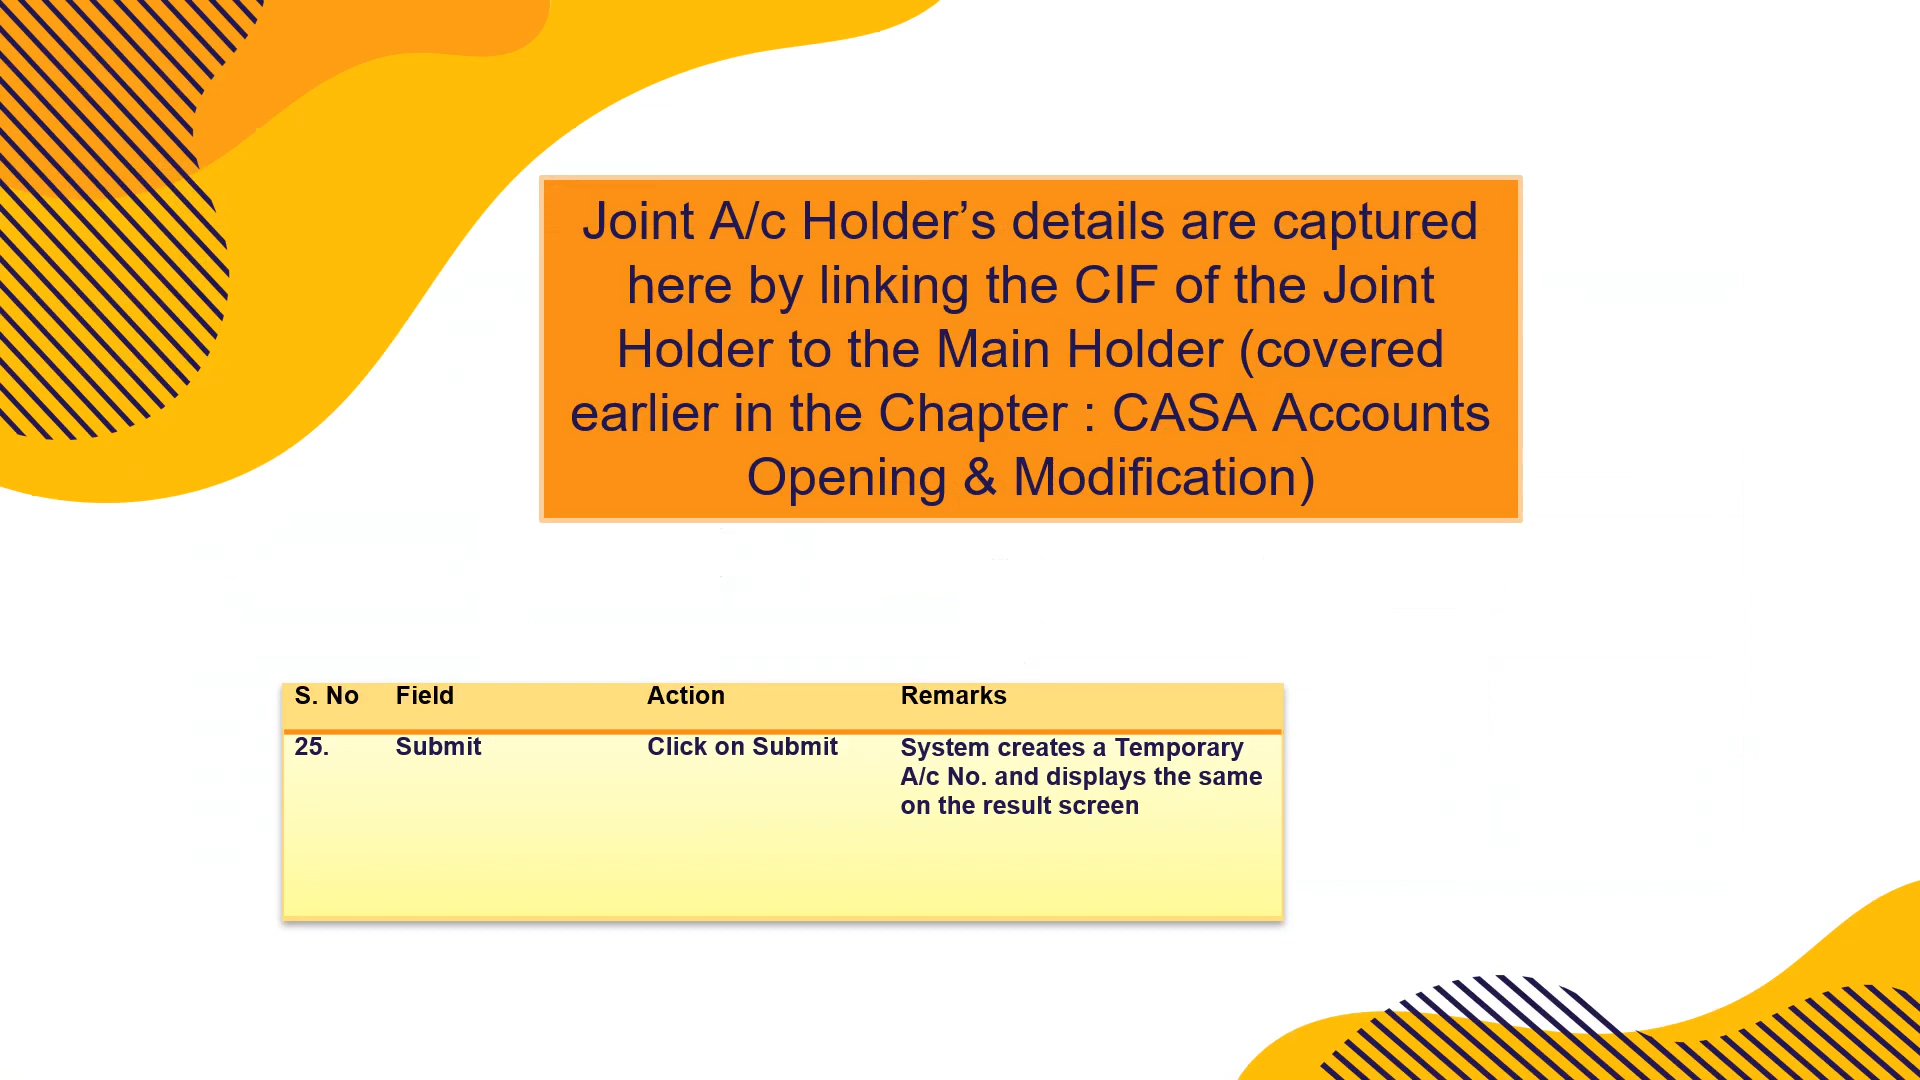 Joint A/c Holder’s details are captured
here by linking the CIF of the Joint
Holder to the Main Holder (covered
earlier in the Chapter : CASA Accounts
Opening & Modification)
S. No Field Action Remarks
25. Submit Click on Submit System creates a Temporary
A/c No. and displays the same
on the result screen